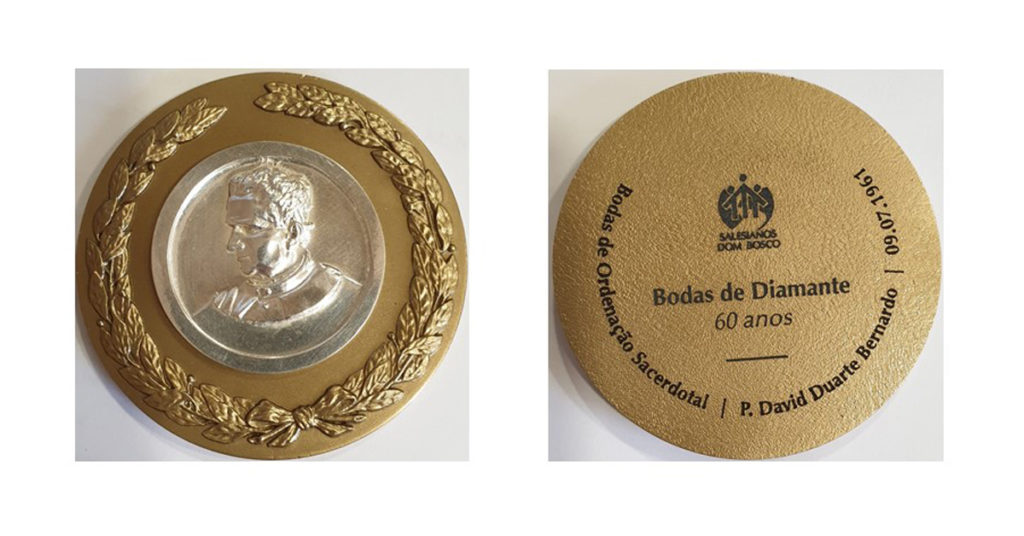 SALESIANOS
DOM BOSCO
Bodas de Diamante
60 anos
Bodas de Ordenação Sacerdotal | P. David Duarte Bernardo | 09.07.1961